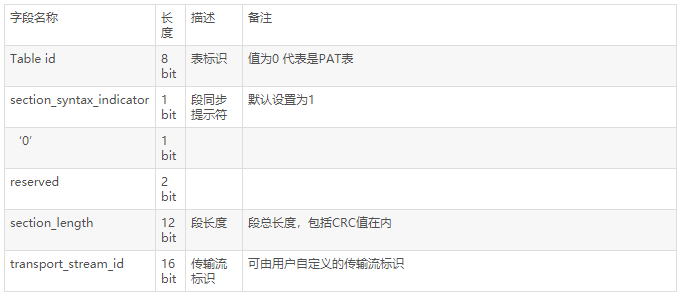 字段名称 长度 描述 备注
Table id 8 bit 表标识 值为0 代表是PAT表
section_syntax_indicator 1 bit 段同步提示符 默认设置为1
‘0’ 1 bit
reserved 2 bit
section_length 12 bit 段长度 段总长度，包括CRC值在内
transport_stream_id 16 bit 传输流标识 可由用户自定义的传输流标识